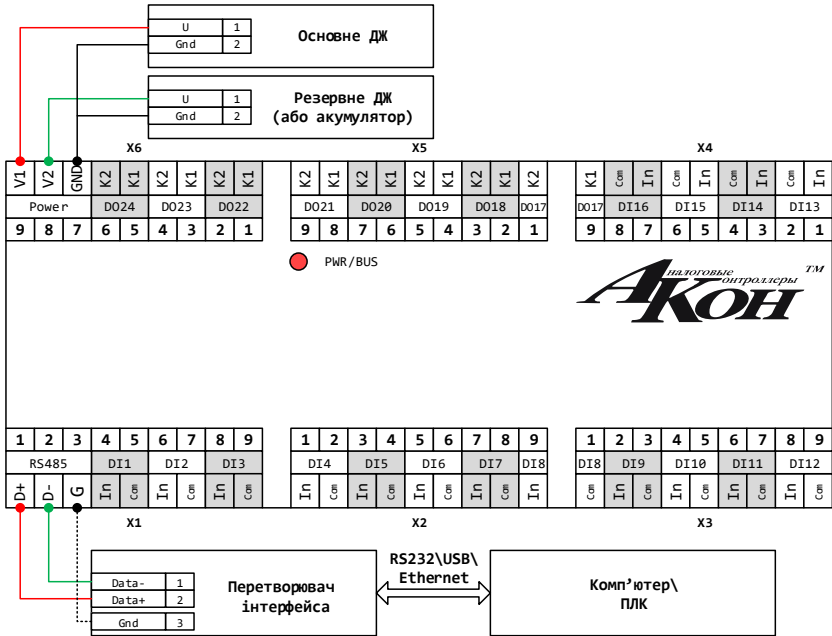 U 1
Основне ДЖ
Gnd 2
U 1
Резервне ДЖ
(або акумулятор)
Gnd 2
X6 X5 X4
V1 V2 GND K2 K1 K2 K1 K2 K1 K2 K1 K2 K1 K2 K1 K2 K1 K2 K1 Com In Com In Com In Com In
Power DO24 DO23 DO22 DO21 DO20 DO19 DO18 DO17 DO17 DI16 DI15 DI14 DI13
9 8 7 6 5 4 3 2 1 9 8 7 6 5 4 3 2 1 9 8 7 6 5 4 3 2 1
PWR/BUS
Аналоговые
Контроллеры
АКОН TM
1 2 3 4 5 6 7 8 9 1 2 3 4 5 6 7 8 9 1 2 3 4 5 6 7 8 9
RS485 DI1 DI2 DI3 DI4 DI5 DI6 DI7 DI8 DI8 DI9 DI10 DI11 DI12
D+ D- G In Com In Com In Com In Com In Com In Com In Com In Com In Com In Com In Com In Com
X1 X2 X3
Data- 1
Data+ 2
Gnd 3
Перетворювач
інтерфейса
RS232\USB\
Ethernet
Комп’ютер\
ПЛК